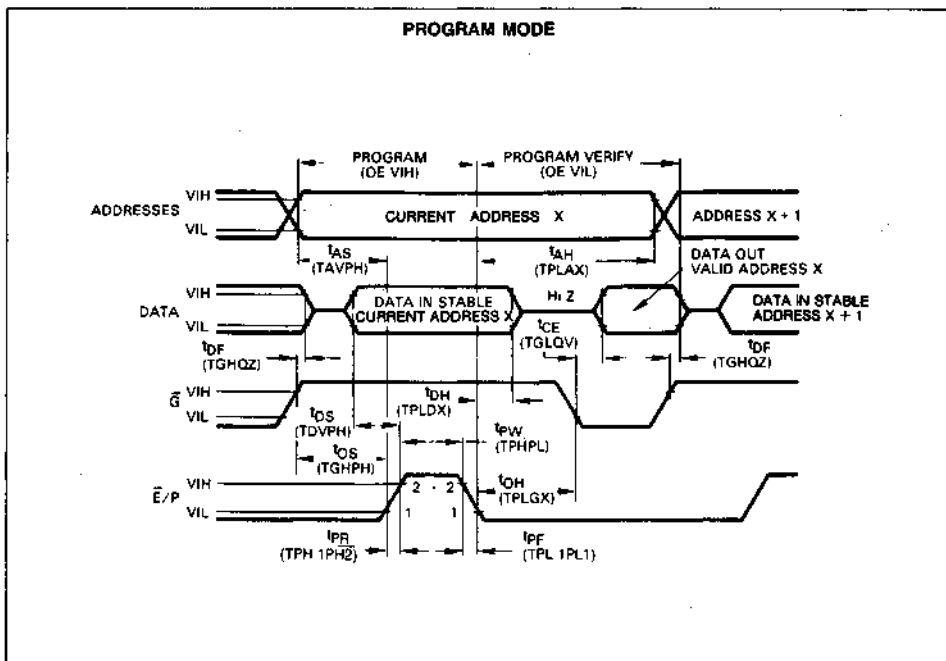 PROGRAM MODE
PROGRAM
(OE VIH)
PROGRAM VERIFY
(OE VIL)
VIH
ADDRESSES
VIL
CURRENT ADDRESS X
ADDRESS X + 1
tAS
(TAVPH)
tAH
(TPLAX)
DATA OUT
VALID ADDRESS X
VIH
DATA
VIL
DATA IN STABLE
CURRENT ADDRESS X
Hi Z
DATA IN STABLE
ADDRESS X + 1
tCE
(TGLQV)
tDF
(TGHQZ)
tDF
(TGHQZ)
VIH
G̅
VIL
tDH
(TPLDX)
tDS
(TDVPH)
tPW
(TPHPL)
tOS
(TGHPH)
tOH
(TPLGX)
VIH
E̅/P
VIL
2 - 2
1 1
tPR
(TPH 1PH2)
tPF
(TPL 1PL1)